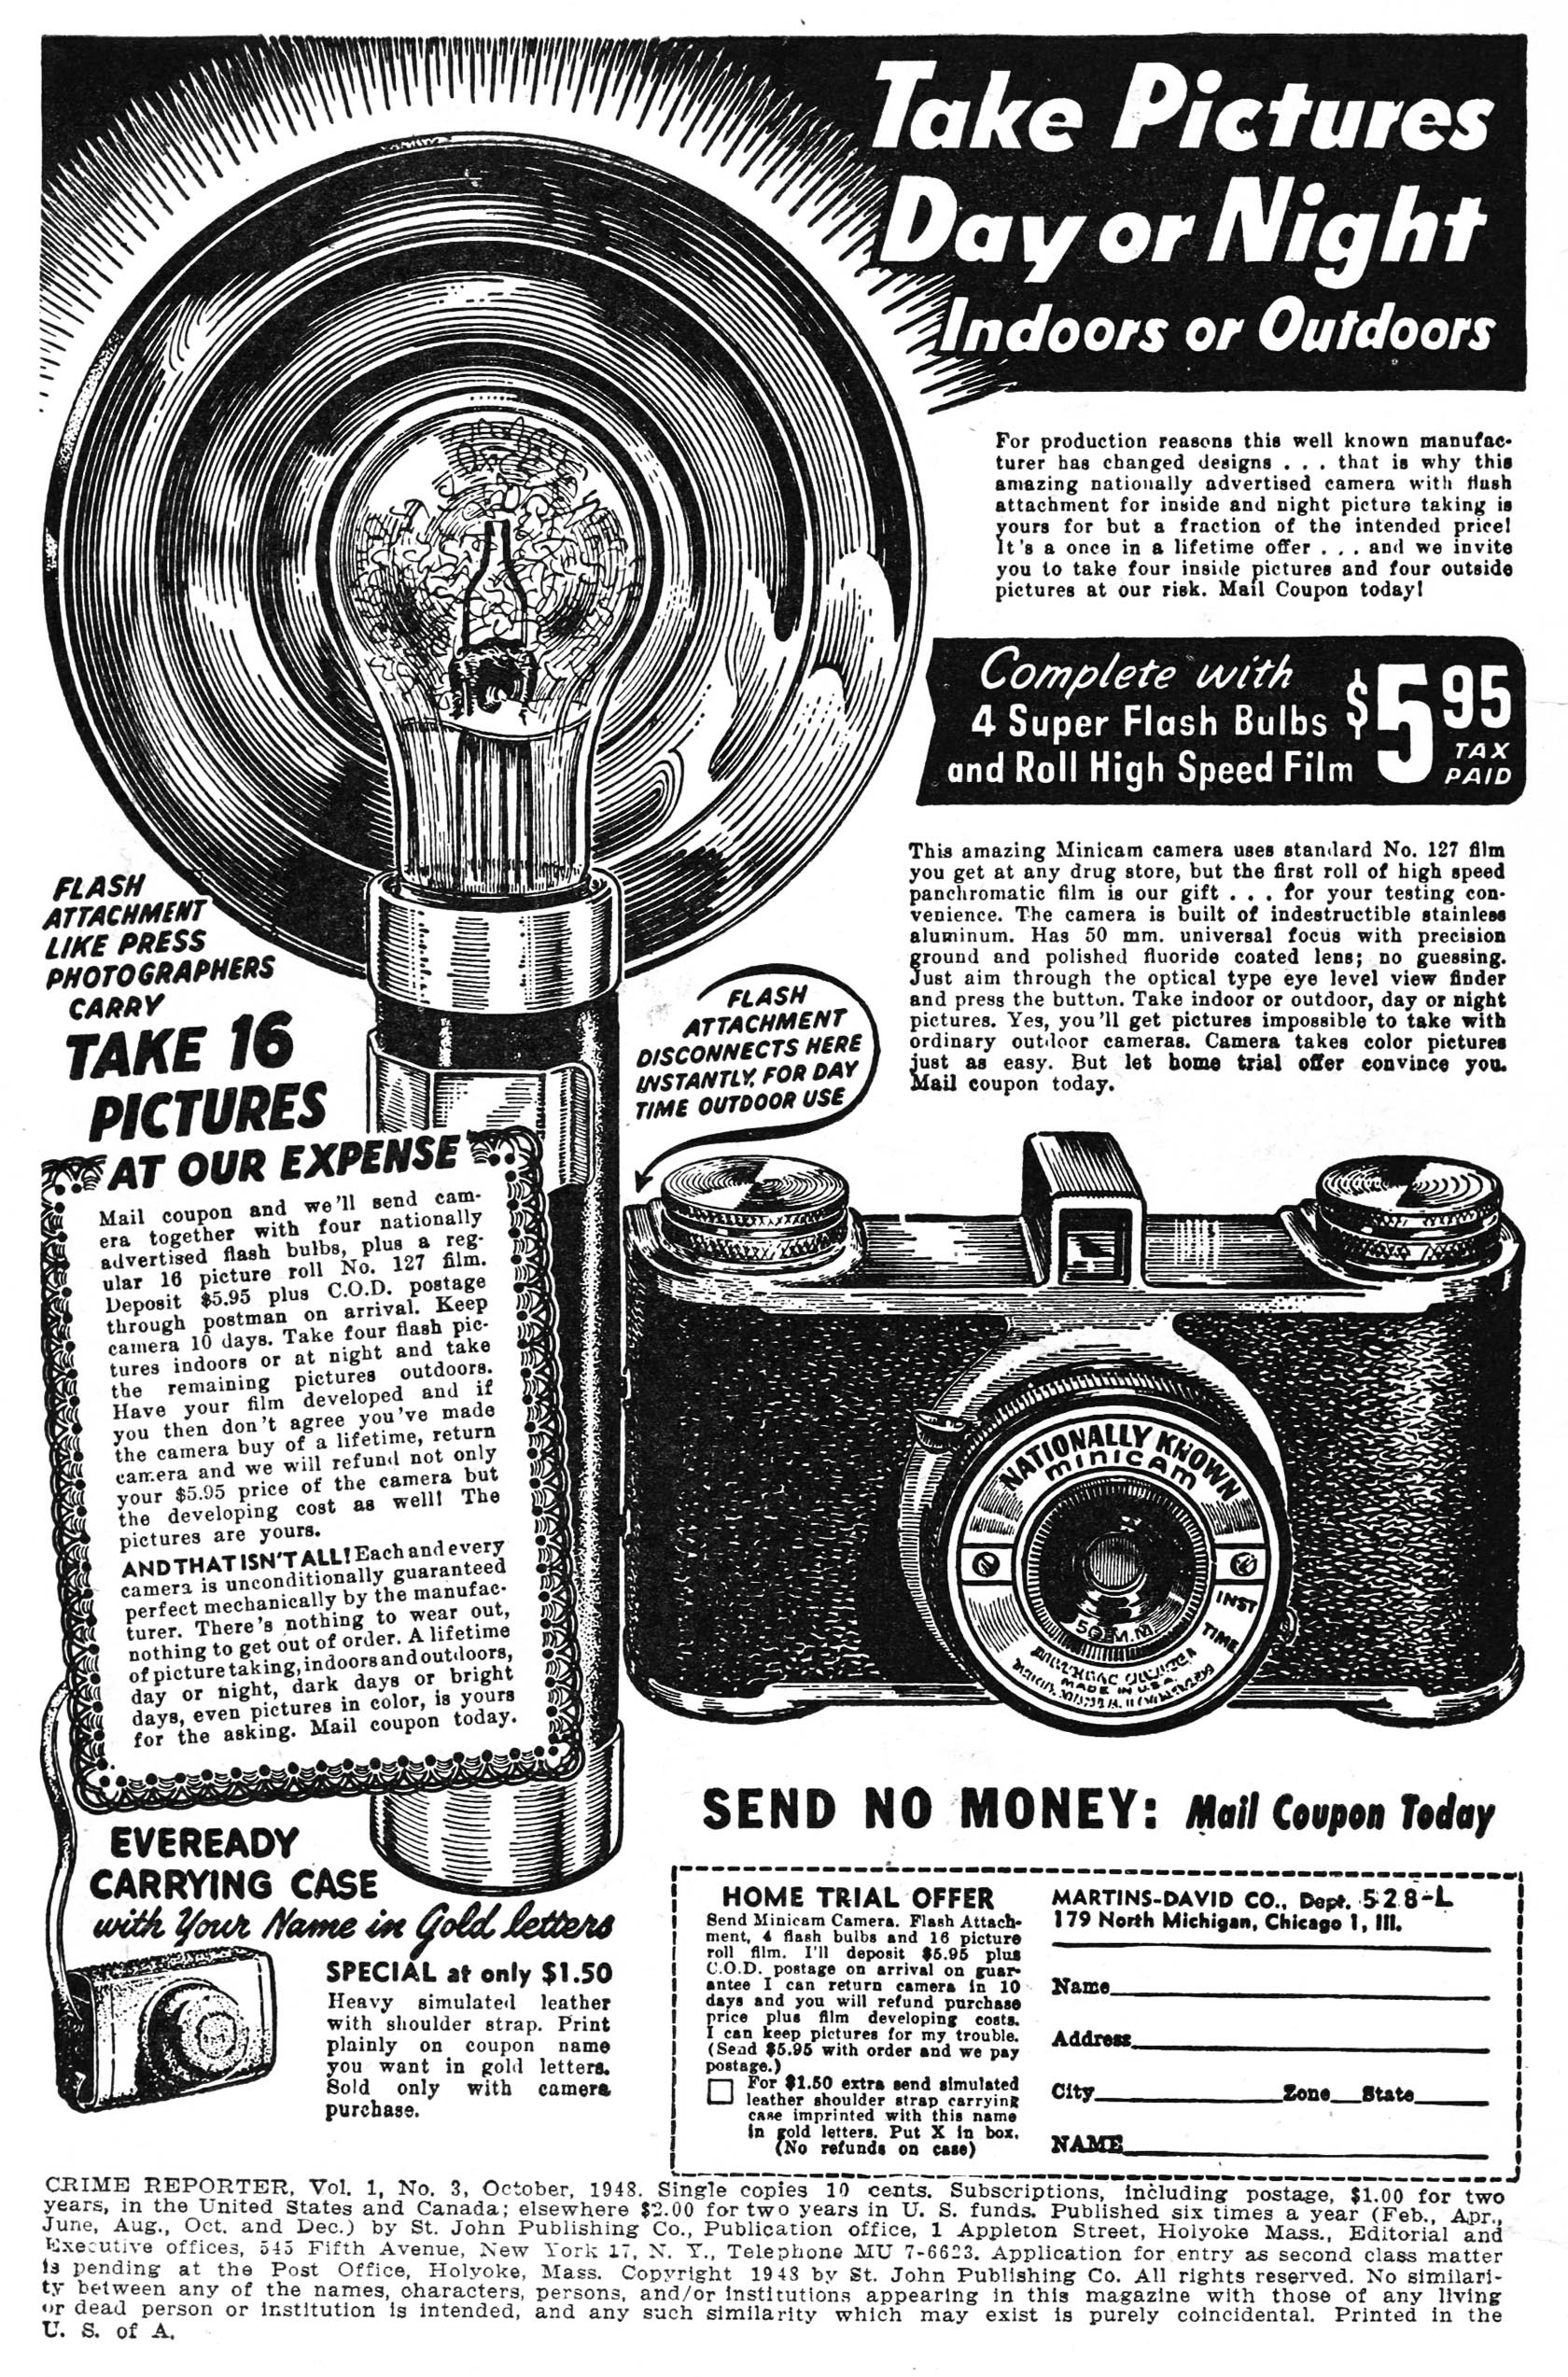 Take Pictures
Day or Night
Indoors or Outdoors
For production reasons this well known manufac-
turer has changed designs . . . that is why this
amazing nationally advertised camera with flash
attachment for inside and night picture taking is
yours for but a fraction of the intended price!
It's a once in a lifetime offer . . . and we invite
you to take four inside pictures and four outside
pictures at our risk. Mail Coupon today!
Complete with
4 Super Flash Bulbs
and Roll High Speed Film
$5.95
TAX
PAID
This amazing Minicam camera uses standard No. 127 film
you get at any drug store, but the first roll of high speed
panchromatic film is our gift . . . for your testing con-
venience. The camera is built of indestructible stainless
aluminum. Has 50 mm. universal focus with precision
ground and polished fluoride coated lens; no guessing.
Just aim through the optical type eye level view finder
and press the button. Take indoor or outdoor, day or night
pictures. Yes, you'll get pictures impossible to take with
ordinary outdoor cameras. Camera takes color pictures
just as easy. But let home trial offer convince you.
Mail coupon today.
FLASH
ATTACHMENT
LIKE PRESS
PHOTOGRAPHERS
CARRY
TAKE 16
PICTURES
AT OUR EXPENSE
Mail coupon and we'll send cam-
era together with four nationally
advertised flash bulbs, plus a reg-
ular 16 picture roll No. 127 film.
Deposit $5.95 plus C.O.D. postage
through postman on arrival. Keep
camera 10 days. Take four flash pic-
tures indoors or at night and take
the remaining pictures outdoors.
Have your film developed and if
you then don't agree you've made
the camera buy of a lifetime, return
camera and we will refund not only
your $5.95 price of the camera but
the developing cost as well! The
pictures are yours.
AND THAT ISN'T ALL! Each and every
camera is unconditionally guaranteed
perfect mechanically by the manufac-
turer. There's nothing to wear out,
nothing to get out of order. A lifetime
of picture taking, indoors and outdoors,
day or night, dark days or bright
days, even pictures in color, is yours
for the asking. Mail coupon today.
FLASH
ATTACHMENT
DISCONNECTS HERE
INSTANTLY, FOR DAY
TIME OUTDOOR USE
NATIONALLY KNOWN
minicam
INST
TIME
50 M.M
MADE IN U.S.A.
EVEREADY
CARRYING CASE
with Your Name in Gold letters
SPECIAL at only $1.50
Heavy simulated leather
with shoulder strap. Print
plainly on coupon name
you want in gold letters.
Sold only with camera
purchase.
SEND NO MONEY: Mail Coupon Today
HOME TRIAL OFFER
Send Minicam Camera. Flash Attach-
ment, 4 flash bulbs and 16 picture
roll film. I'll deposit $5.95 plus
C.O.D. postage on arrival on guar-
antee I can return camera in 10
days and you will refund purchase
price plus film developing costs.
I can keep pictures for my trouble.
(Send $5.95 with order and we pay
postage.)
For $1.50 extra send simulated
leather shoulder strap carrying
case imprinted with this name
in gold letters. Put X in box.
(No refunds on case)
MARTINS-DAVID CO., Dept. 528-L
179 North Michigan, Chicago 1, Ill.
Name
Address
City Zone State
NAME
CRIME REPORTER, Vol. 1, No. 3, October, 1948. Single copies 10 cents. Subscriptions, including postage, $1.00 for two
years, in the United States and Canada; elsewhere $2.00 for two years in U. S. funds. Published six times a year (Feb., Apr.,
June, Aug., Oct. and Dec.) by St. John Publishing Co., Publication office, 1 Appleton Street, Holyoke Mass., Editorial and
Executive offices, 545 Fifth Avenue, New York 17, N. Y., Telephone MU 7-6623. Application for entry as second class matter
is pending at the Post Office, Holyoke, Mass. Copyright 1948 by St. John Publishing Co. All rights reserved. No similari-
ty between any of the names, characters, persons, and/or institutions appearing in this magazine with those of any living
or dead person or institution is intended, and any such similarity which may exist is purely coincidental. Printed in the
U. S. of A.